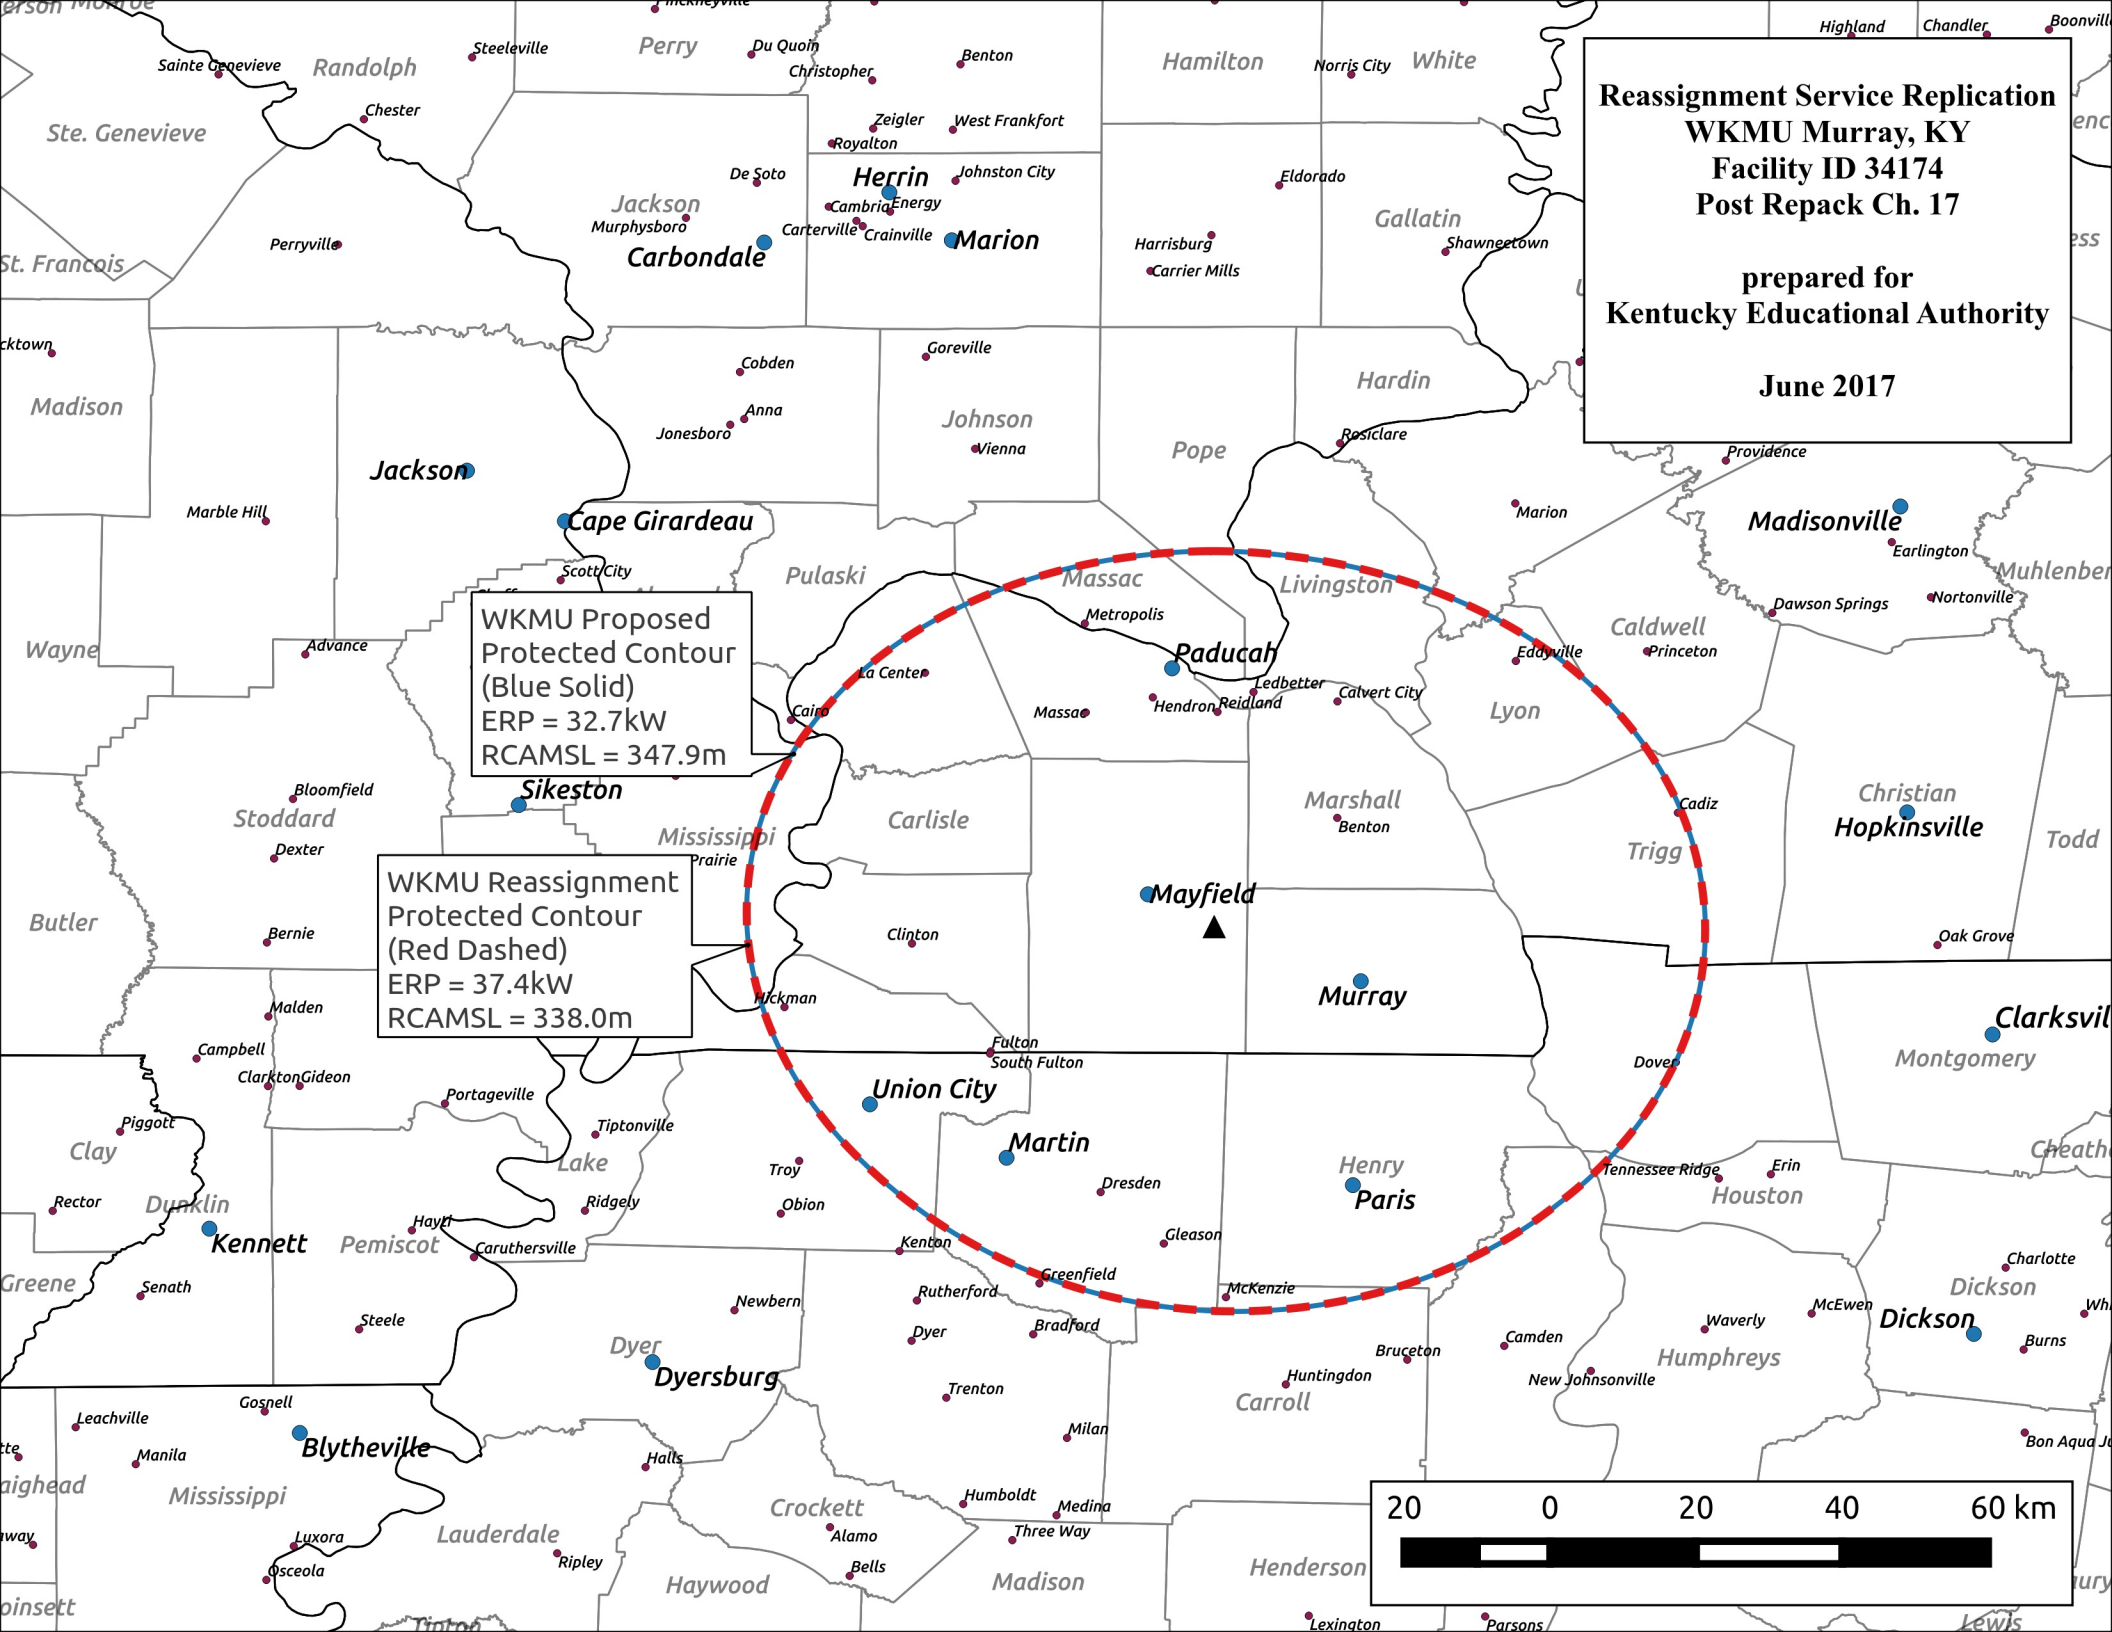 Reassignment Service Replication
WKMU Murray, KY
Facility ID 34174
Post Repack Ch. 17
prepared for
Kentucky Educational Authority
June 2017
Highland
Chandler
Sainte Genevieve
Randolph
Steeleville
Perry
Du Quoin
Christopher
Benton
Hamilton
Norris City
White
Ste. Genevieve
Chester
Zeigler
West Frankfort
Royalton
De Soto
Herrin
Johnston City
Eldorado
Jackson
Murphysboro
Cambria
Energy
Carterville
Crainville
Gallatin
Perryville
Carbondale
Marion
Harrisburg
Shawneetown
St. Francois
Carrier Mills
Cobden
Goreville
Hardin
Madison
Anna
Jonesboro
Johnson
Vienna
Pope
Rosiclare
Jackson
Providence
Marble Hill
Cape Girardeau
Marion
Madisonville
Earlington
Scott City
Pulaski
Massac
Livingston
Muhlenber
Metropolis
Dawson Springs
Nortonville
WKMU Proposed
Protected Contour
(Blue Solid)
ERP = 32.7kW
RCAMSL = 347.9m
Wayne
Advance
Caldwell
Paducah
Eddyville
Princeton
La Center
Ledbetter
Calvert City
Cairo
Massac
Hendron
Reidland
Lyon
Bloomfield
Sikeston
Stoddard
Mississippi
Carlisle
Marshall
Benton
Cadiz
Christian
Hopkinsville
Todd
Dexter
Prairie
Trigg
WKMU Reassignment
Protected Contour
(Red Dashed)
ERP = 37.4kW
RCAMSL = 338.0m
Butler
Bernie
Mayfield
Clinton
Oak Grove
Malden
Hickman
Murray
Clarksvil
Campbell
Fulton
South Fulton
Dover
Montgomery
Clarkton
Gideon
Portageville
Union City
Piggott
Clay
Tiptonville
Martin
Lake
Troy
Henry
Tennessee Ridge
Erin
Houston
Rector
Dunklin
Ridgely
Obion
Dresden
Paris
Kennett
Hayti
Pemiscot
Caruthersville
Kenton
Gleason
Charlotte
Greene
Senath
Greenfield
McKenzie
Dickson
Rutherford
Newbern
Steele
Dyer
Bradford
McEwen
Waverly
Dickson
Burns
Dyer
Dyersburg
Bruceton
Camden
Humphreys
Huntingdon
New Johnsonville
Trenton
Carroll
Gosnell
Leachville
Milan
Blytheville
Manila
Halls
Mississippi
Humboldt
Medina
Crockett
Alamo
Three Way
Luxora
Lauderdale
Ripley
Osceola
Haywood
Bells
Madison
Henderson
Lexington
Parsons
Lewis
20 0 20 40 60 km